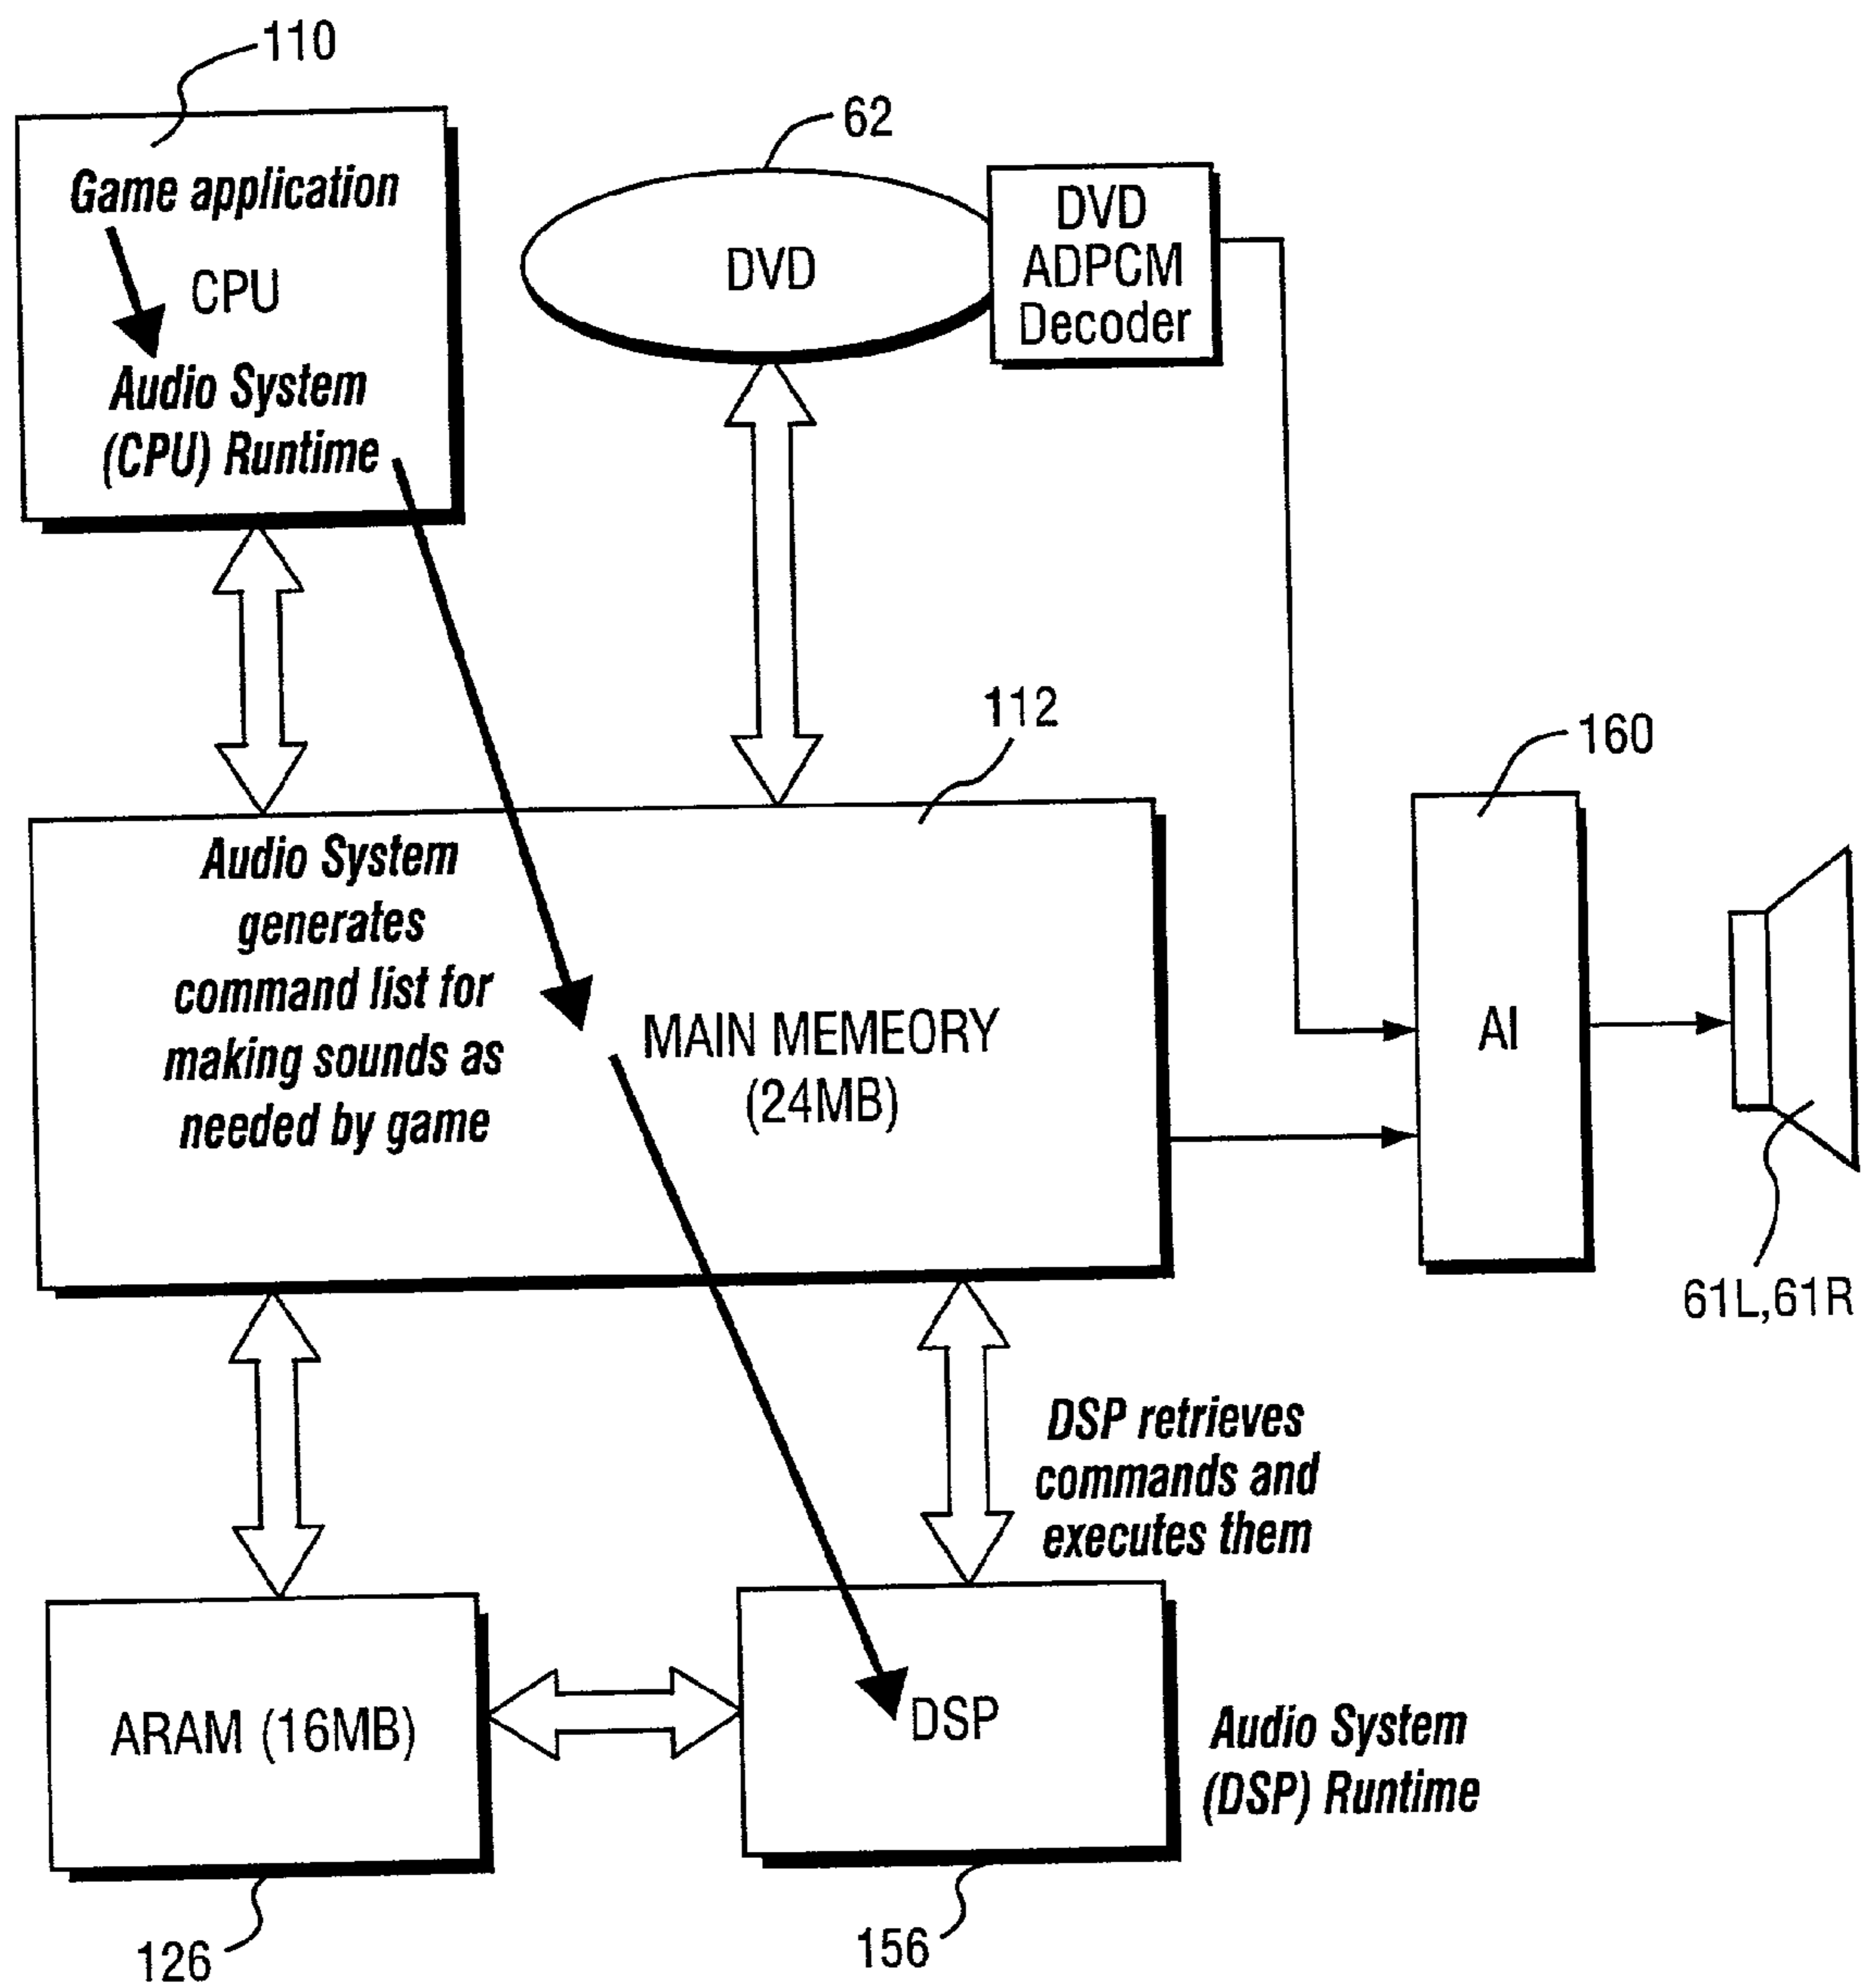 110
Game application
CPU
Audio System
(CPU) Runtime
62
DVD
DVD
ADPCM
Decoder
112
160
Audio System
generates
command list for
making sounds as
needed by game
MAIN MEMEORY
(24MB)
AI
61L,61R
DSP retrieves
commands and
executes them
ARAM (16MB)
DSP
Audio System
(DSP) Runtime
126
156